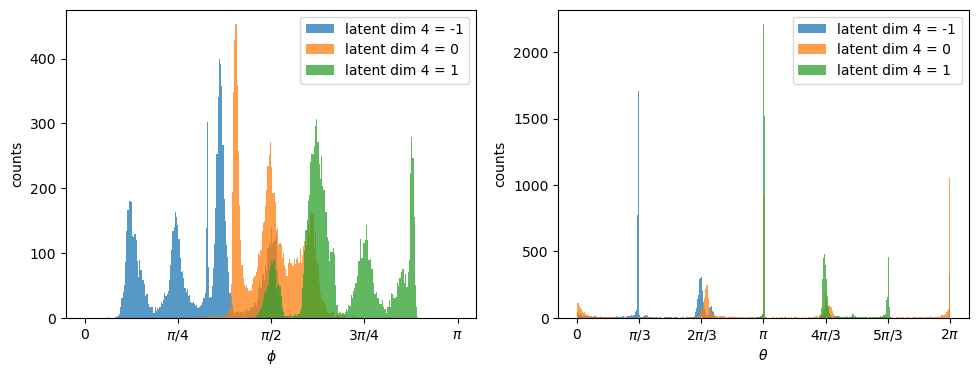 counts
400
300
200
100
0
latent dim 4 = -1
latent dim 4 = 0
latent dim 4 = 1
0 π/4 π/2 3π/4 π
ϕ
counts
2000
1500
1000
500
0
latent dim 4 = -1
latent dim 4 = 0
latent dim 4 = 1
0 π/3 2π/3 π 4π/3 5π/3 2π
θ